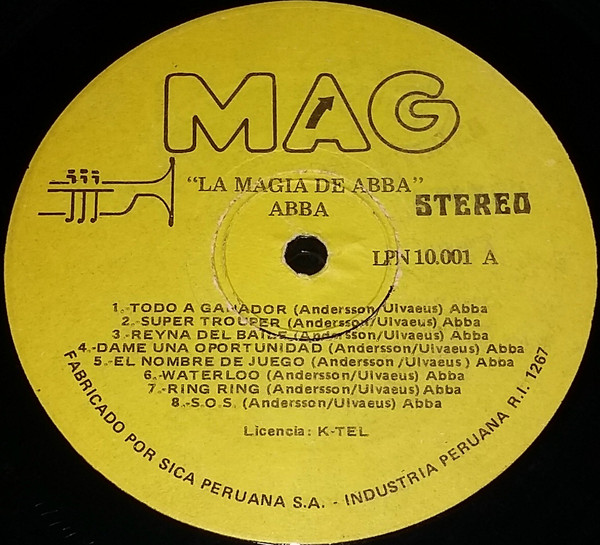 MAG
"LA MAGIA DE ABBA"
ABBA
STEREO
LPN 10.001 A
1.-TODO A GANADOR (Andersson/Ulvaeus) Abba
2.-SUPER TROUPER (Andersson/Ulvaeus) Abba
3.-REYNA DEL BAILE (Andersson/Ulvaeus) Abba
4.-DAME UNA OPORTUNIDAD (Andersson/Ulvaeus) Abba
5.-EL NOMBRE DE JUEGO (Andersson/Ulvaeus) Abba
6.-WATERLOO (Andersson/Ulvaeus) Abba
7.-RING RING (Andersson/Ulvaeus) Abba
8.-S.O.S. (Andersson/Ulvaeus) Abba
Licencia: K-TEL
FABRICADO POR SICA PERUANA S.A. - INDUSTRIA PERUANA R.I. 1267